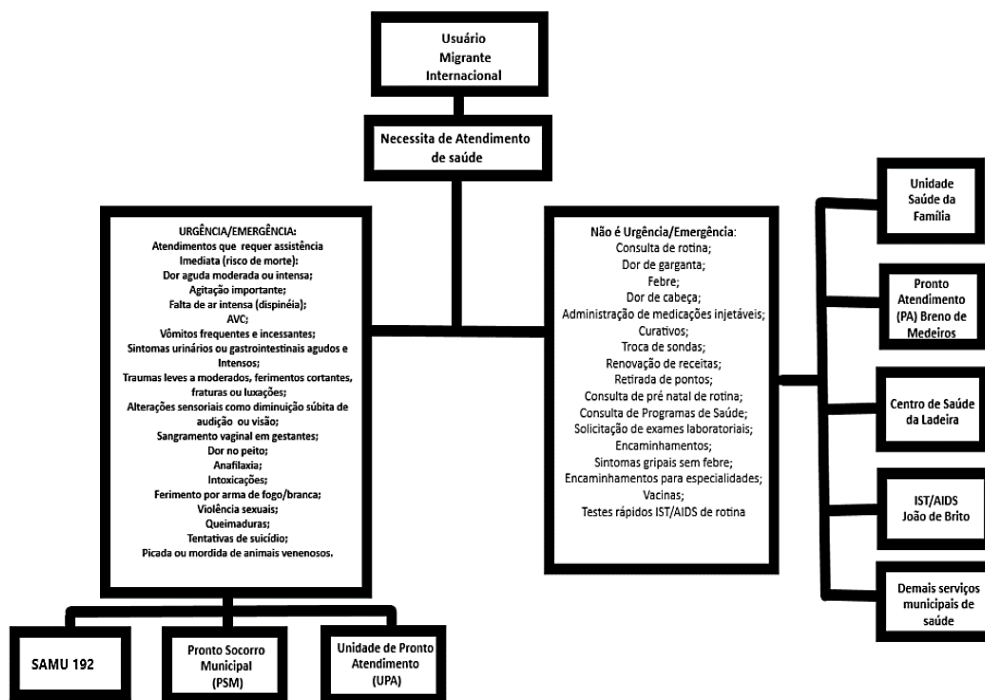 Usuário
Migrante
Internacional
Necessita de Atendimento
de saúde
URGÊNCIA/EMERGÊNCIA:
Atendimentos que requer assistência
Imediata (risco de morte):
Dor aguda moderada ou intensa;
Agitação importante;
Falta de ar intensa (dispinéia);
AVC;
Vômitos frequentes e incessantes;
Sintomas urinários ou gastrointestinais agudos e
Intensos;
Traumas leves a moderados, ferimentos cortantes,
fraturas ou luxações;
Alterações sensoriais como diminuição súbita de
audição ou visão;
Sangramento vaginal em gestantes;
Dor no peito;
Anafilaxia;
Intoxicações;
Ferimento por arma de fogo/branca;
Violência sexuais;
Queimaduras;
Tentativas de suicídio;
Picada ou mordida de animais venenosos.
SAMU 192
Pronto Socorro
Municipal
(PSM)
Unidade de Pronto
Atendimento
(UPA)
Não é Urgência/Emergência:
Consulta de rotina;
Dor de garganta;
Febre;
Dor de cabeça;
Administração de medicações injetáveis;
Curativos;
Troca de sondas;
Renovação de receitas;
Retirada de pontos;
Consulta de pré natal de rotina;
Consulta de Programas de Saúde;
Solicitação de exames laboratoriais;
Encaminhamentos;
Sintomas gripais sem febre;
Encaminhamentos para especialidades;
Vacinas;
Testes rápidos IST/AIDS de rotina
Unidade
Saúde da
Família
Pronto
Atendimento
(PA) Breno de
Medeiros
Centro de Saúde
da Ladeira
IST/AIDS
João de Brito
Demais serviços
municipais de
saúde